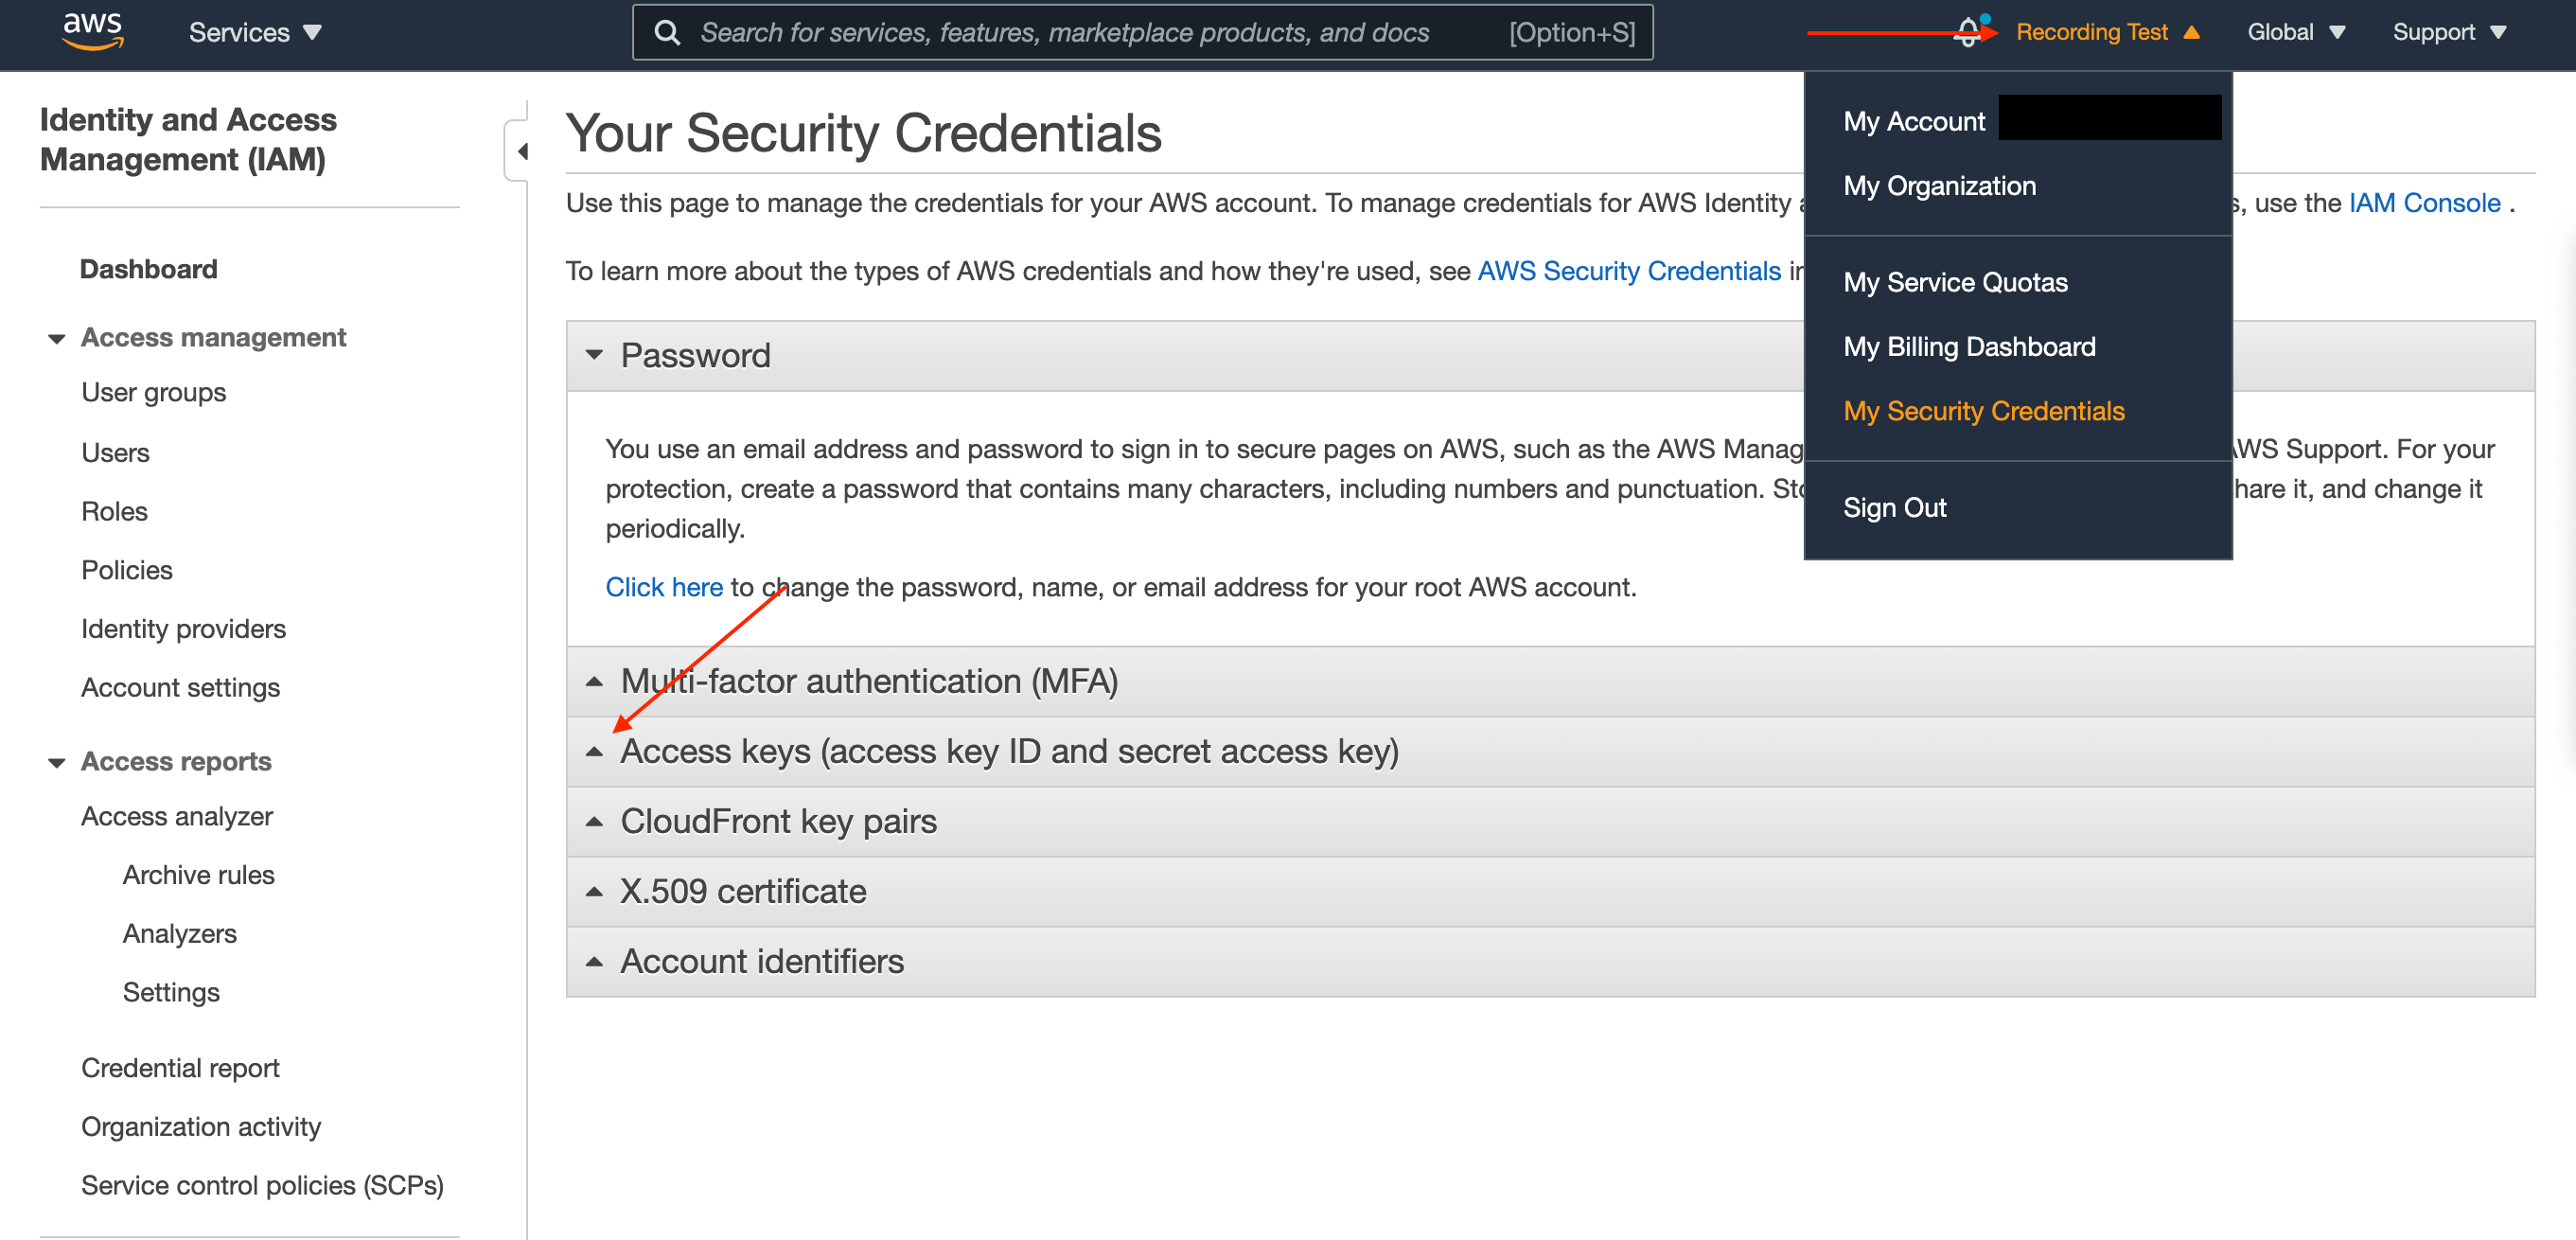 aws
Services
Search for services, features, marketplace products, and docs [Option+S]
Recording Test
Global
Support
My Account
My Organization
My Service Quotas
My Billing Dashboard
My Security Credentials
Sign Out
Identity and Access
Management (IAM)
Dashboard
Access management
User groups
Users
Roles
Policies
Identity providers
Account settings
Access reports
Access analyzer
Archive rules
Analyzers
Settings
Credential report
Organization activity
Service control policies (SCPs)
Your Security Credentials
Use this page to manage the credentials for your AWS account. To manage credentials for AWS Identity , use the IAM Console .
To learn more about the types of AWS credentials and how they're used, see AWS Security Credentials
Password
You use an email address and password to sign in to secure pages on AWS, such as the AWS Manag AWS Support. For your
protection, create a password that contains many characters, including numbers and punctuation. Sto hare it, and change it
periodically.
Click here to change the password, name, or email address for your root AWS account.
Multi-factor authentication (MFA)
Access keys (access key ID and secret access key)
CloudFront key pairs
X.509 certificate
Account identifiers